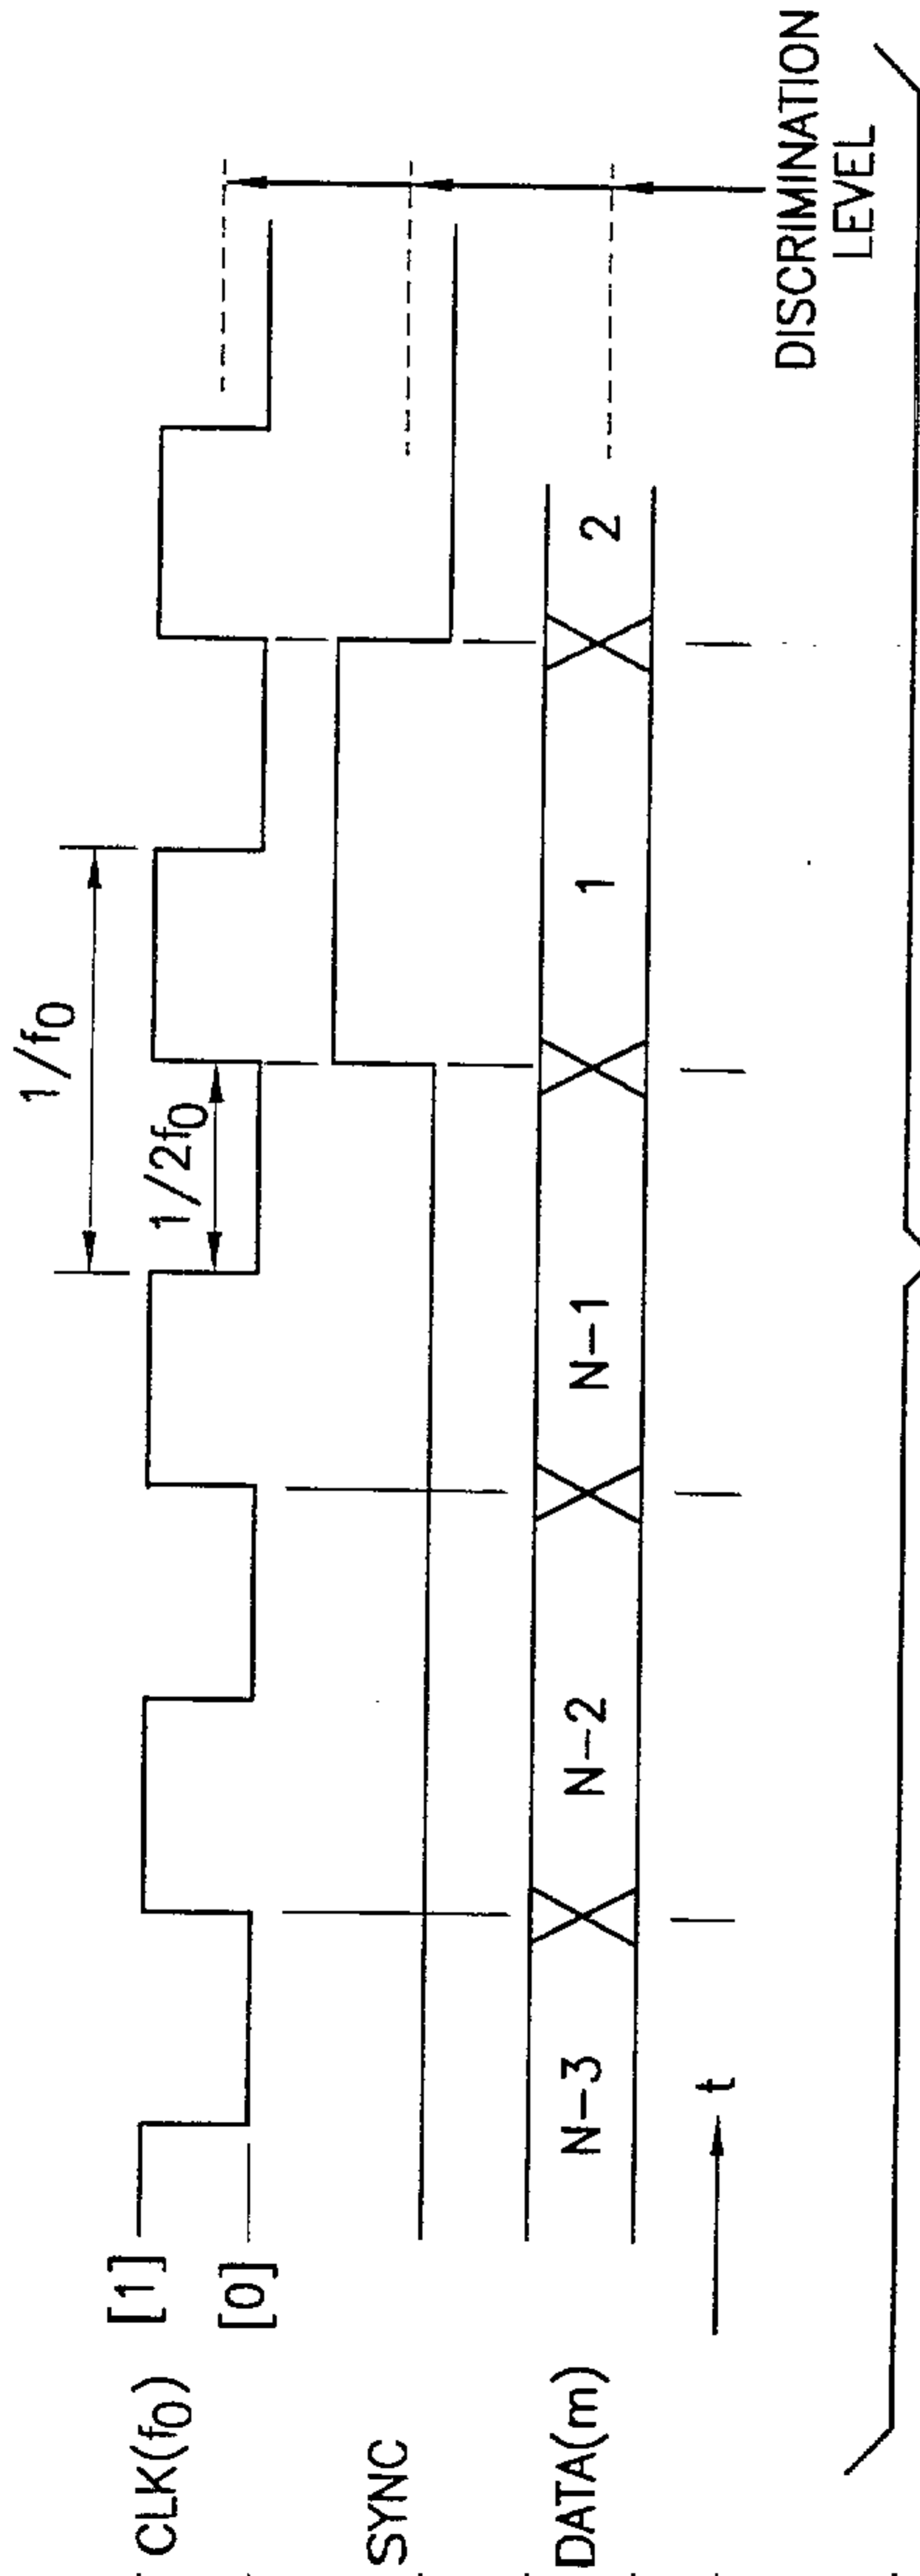 1/f0
1/2f0
CLK(f0)
[1]
[0]
SYNC
DATA(m)
N-3
N-2
N-1
1
2
t
DISCRIMINATION
LEVEL